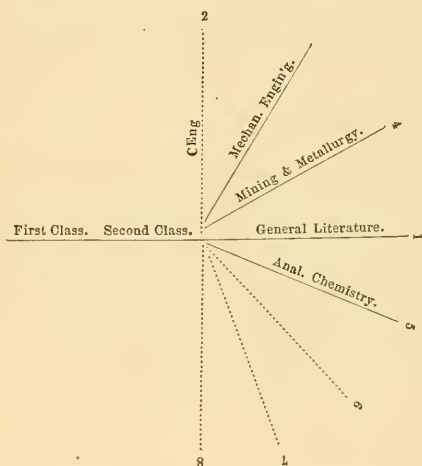 2
CEng
Mechan. Engin'g.
4
Mining & Metallurgy.
First Class. Second Class. General Literature. 1
Anal. Chemistry.
5
6
7
8